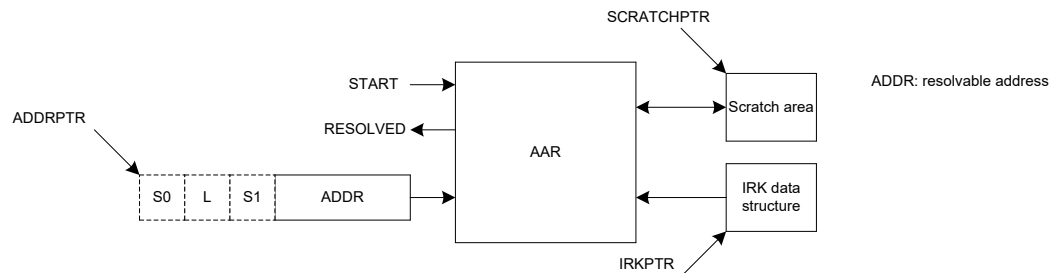 SCRATCHPTR
START
ADDR: resolvable address
ADDRPTR
Scratch area
RESOLVED
AAR
S0 L S1 ADDR
IRK data
structure
IRKPTR